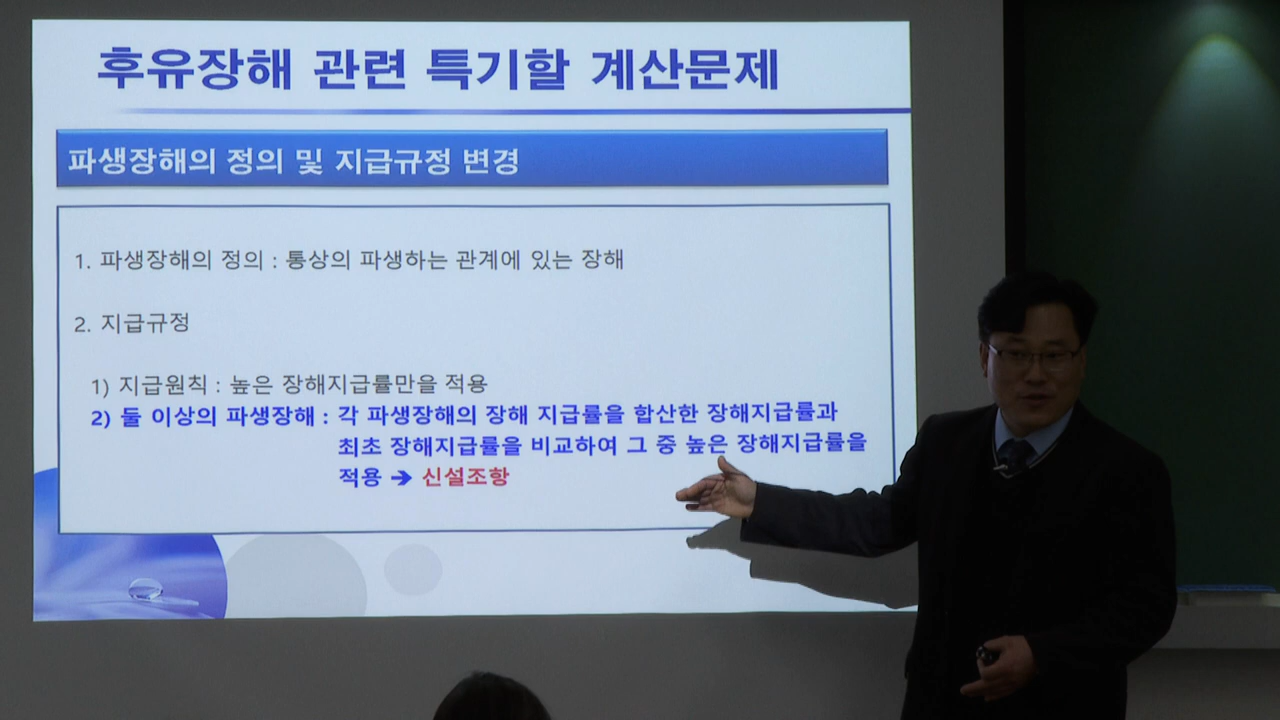 후유장해 관련 특기할 계산문제
파생장해의 정의 및 지급규정 변경
1. 파생장해의 정의 : 통상의 파생하는 관계에 있는 장해
2. 지급규정
1) 지급원칙 : 높은 장해지급률만을 적용
2) 둘 이상의 파생장해 : 각 파생장해의 장해 지급률을 합산한 장해지급률과
최초 장해지급률을 비교하여 그 중 높은 장해지급률을
적용 ➔ 신설조항